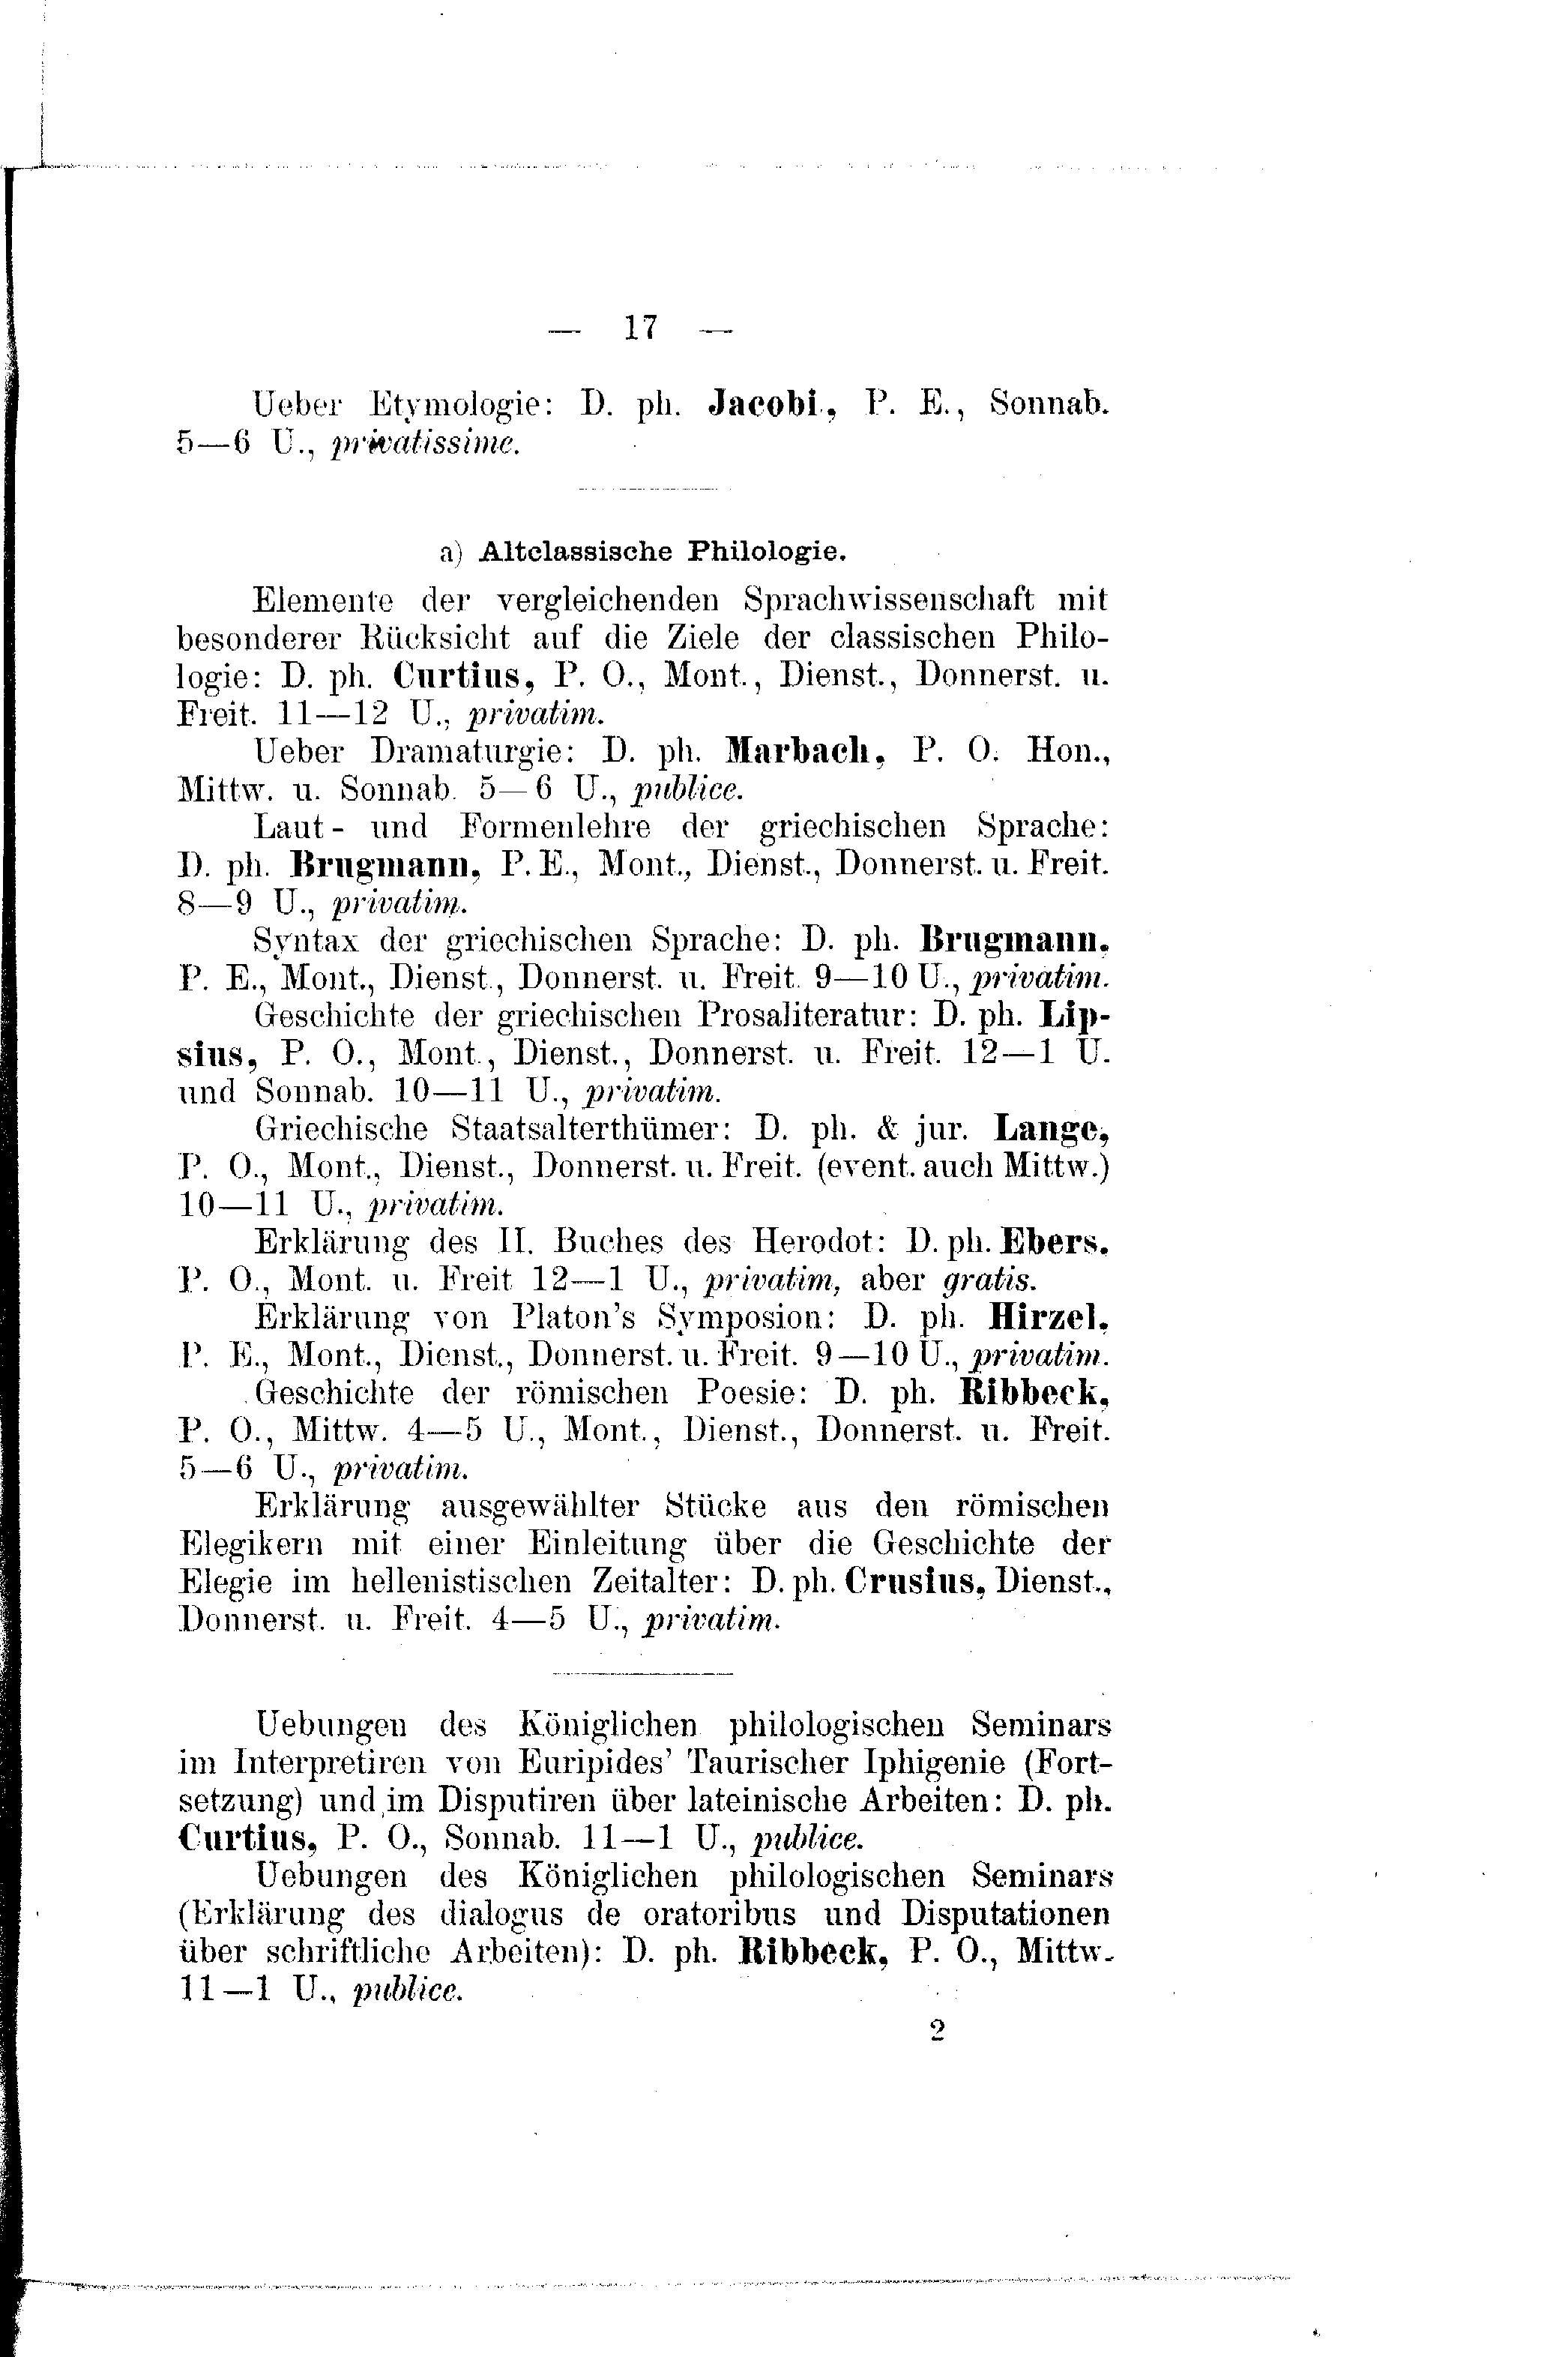 — 17 —
Ueber Etymologie: D. ph. Jacobi, P. E., Sonnab.
5—6 U., privatissime.
a) Altclassische Philologie.
Elemente der vergleichenden Sprachwissenschaft mit
besonderer Rücksicht auf die Ziele der classischen Philo-
logie: D. ph. Curtius, P. O., Mont., Dienst., Donnerst. u.
Freit. 11—12 U., privatim.
Ueber Dramaturgie: D. ph. Marbach, P. O. Hon.,
Mittw. u. Sonnab. 5—6 U., publice.
Laut- und Formenlehre der griechischen Sprache:
D. ph. Brugmann, P. E., Mont., Dienst., Donnerst. u. Freit.
8—9 U., privatim.
Syntax der griechischen Sprache: D. ph. Brugmann,
P. E., Mont., Dienst., Donnerst. u. Freit. 9—10 U., privatim.
Geschichte der griechischen Prosaliteratur: D. ph. Lip-
sius, P. O., Mont., Dienst., Donnerst. u. Freit. 12—1 U.
und Sonnab. 10—11 U., privatim.
Griechische Staatsalterthümer: D. ph. & jur. Lange,
P. O., Mont., Dienst., Donnerst. u. Freit. (event. auch Mittw.)
10—11 U., privatim.
Erklärung des II. Buches des Herodot: D. ph. Ebers,
P. O., Mont. u. Freit 12—1 U., privatim, aber gratis.
Erklärung von Platon's Symposion: D. ph. Hirzel,
P. E., Mont., Dienst., Donnerst. u. Freit. 9—10 U., privatim.
Geschichte der römischen Poesie: D. ph. Ribbeck,
P. O., Mittw. 4—5 U., Mont., Dienst., Donnerst. u. Freit.
5—6 U., privatim.
Erklärung ausgewählter Stücke aus den römischen
Elegikern mit einer Einleitung über die Geschichte der
Elegie im hellenistischen Zeitalter: D. ph. Crusius, Dienst.,
Donnerst. u. Freit. 4—5 U., privatim.
Uebungen des Königlichen philologischen Seminars
im Interpretiren von Euripides' Taurischer Iphigenie (Fort-
setzung) und im Disputiren über lateinische Arbeiten: D. ph.
Curtius, P. O., Sonnab. 11—1 U., publice.
Uebungen des Königlichen philologischen Seminars
(Erklärung des dialogus de oratoribus und Disputationen
über schriftliche Arbeiten): D. ph. Ribbeck, P. O., Mittw.
11—1 U., publice.
2